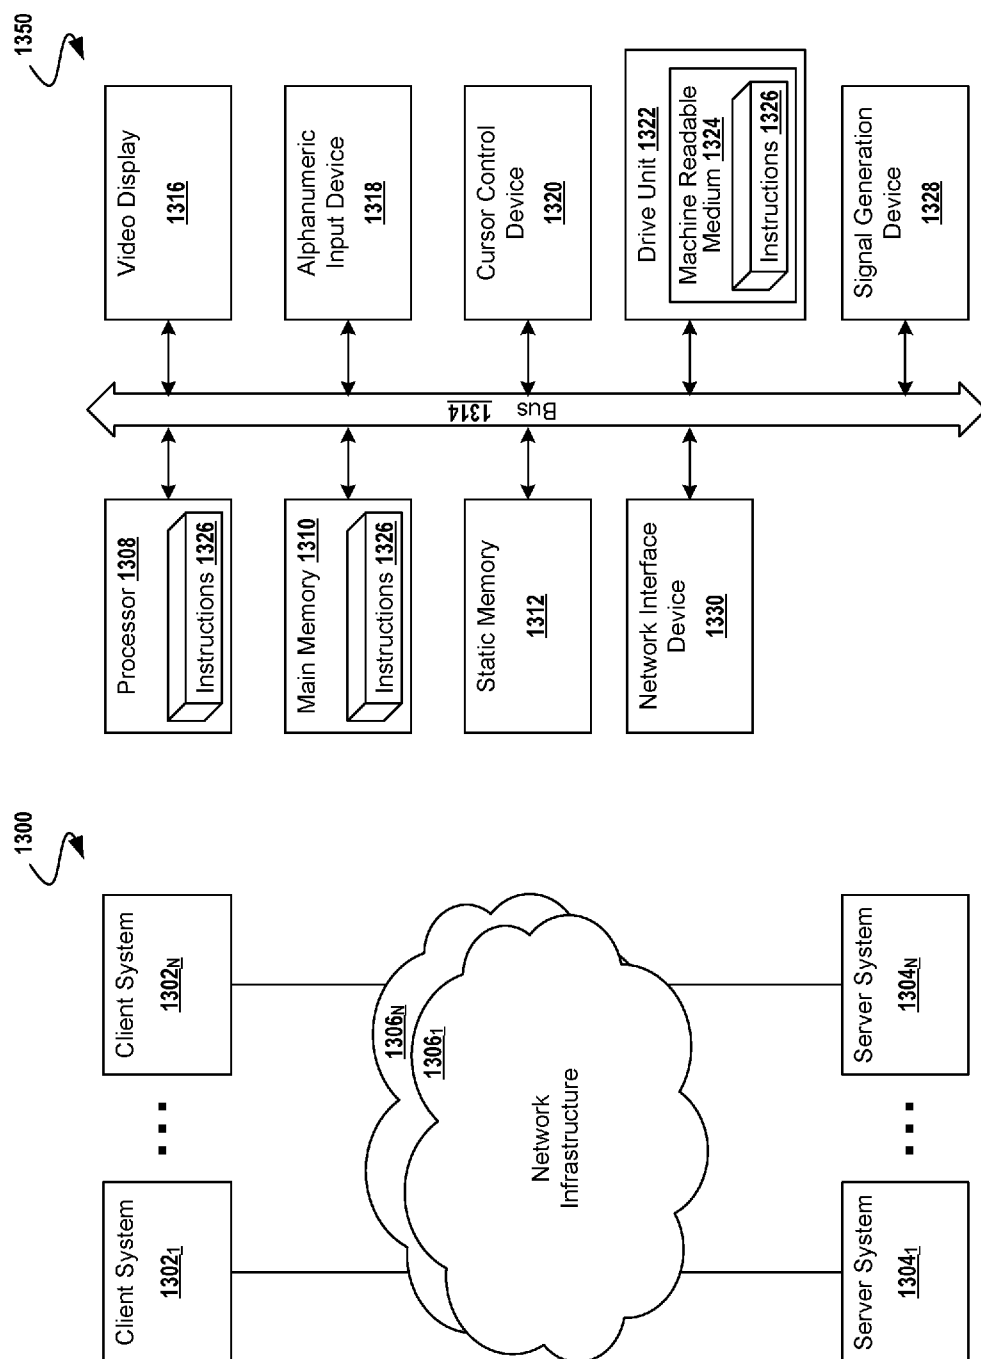 1300
Client System
1302₁
...
Client System
1302N
1306N
1306₁
Network
Infrastructure
Server System
1304₁
...
Server System
1304N
1350
Processor 1308
Instructions 1326
Main Memory 1310
Instructions 1326
Static Memory
1312
Network Interface
Device
1330
Bus 1314
Video Display
1316
Alphanumeric
Input Device
1318
Cursor Control
Device
1320
Drive Unit 1322
Machine Readable
Medium 1324
Instructions 1326
Signal Generation
Device
1328